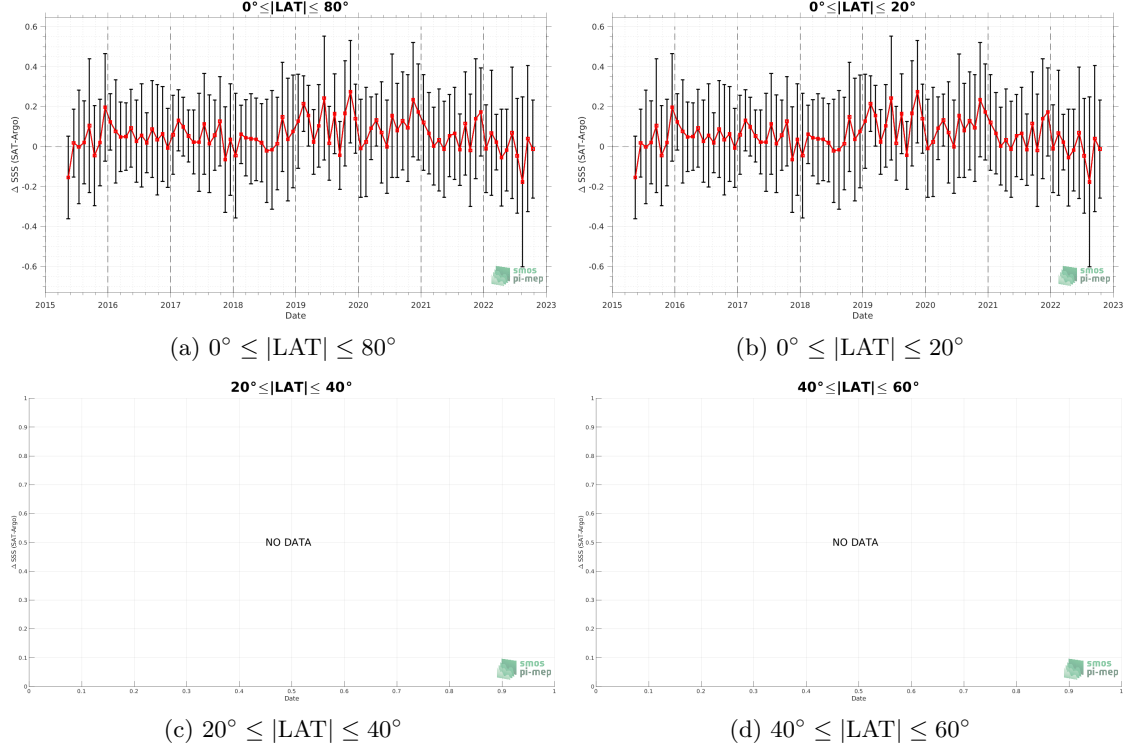 0°≤|LAT|≤ 80°
0.6
0.4
0.2
0
-0.2
-0.4
-0.6
Δ SSS (SAT-Argo)
2015 2016 2017 2018 2019 2020 2021 2022 2023
Date
smos
pi-mep
(a) 0° ≤ |LAT| ≤ 80°
0°≤|LAT|≤ 20°
0.6
0.4
0.2
0
-0.2
-0.4
-0.6
Δ SSS (SAT-Argo)
2015 2016 2017 2018 2019 2020 2021 2022 2023
Date
smos
pi-mep
(b) 0° ≤ |LAT| ≤ 20°
20°≤|LAT|≤ 40°
1
0.9
0.8
0.7
0.6
0.5
0.4
0.3
0.2
0.1
0
Δ SSS (SAT-Argo)
NO DATA
0 0.1 0.2 0.3 0.4 0.5 0.6 0.7 0.8 0.9 1
Date
smos
pi-mep
(c) 20° ≤ |LAT| ≤ 40°
40°≤|LAT|≤ 60°
1
0.9
0.8
0.7
0.6
0.5
0.4
0.3
0.2
0.1
0
Δ SSS (SAT-Argo)
NO DATA
0 0.1 0.2 0.3 0.4 0.5 0.6 0.7 0.8 0.9 1
Date
smos
pi-mep
(d) 40° ≤ |LAT| ≤ 60°